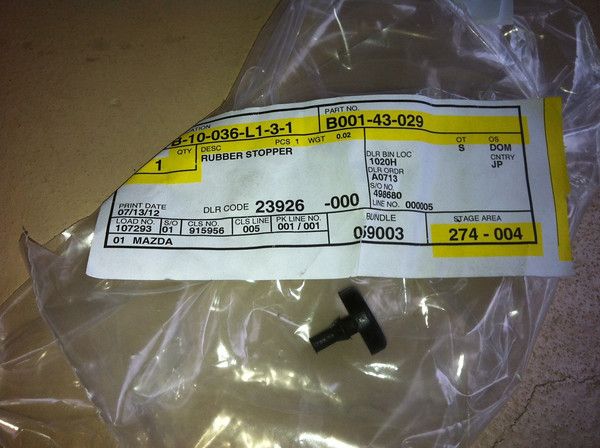 PART NO.
B-10-036-L1-3-1 B001-43-029
QTY DESC PCS 1 WGT 0.02 OT OS
1 RUBBER STOPPER S DOM
DLR BIN LOC CNTRY
1020H JP
DLR ORDR
A0713
S/O NO.
498680
LINE NO. 000005
PRINT DATE DLR CODE 23926 -000
07/13/12
LOAD NO. S/O CLS NO. CLS LINE PK LINE NO. BUNDLE STAGE AREA
107293 01 915956 005 001 / 001 059003 274 - 004
01 MAZDA